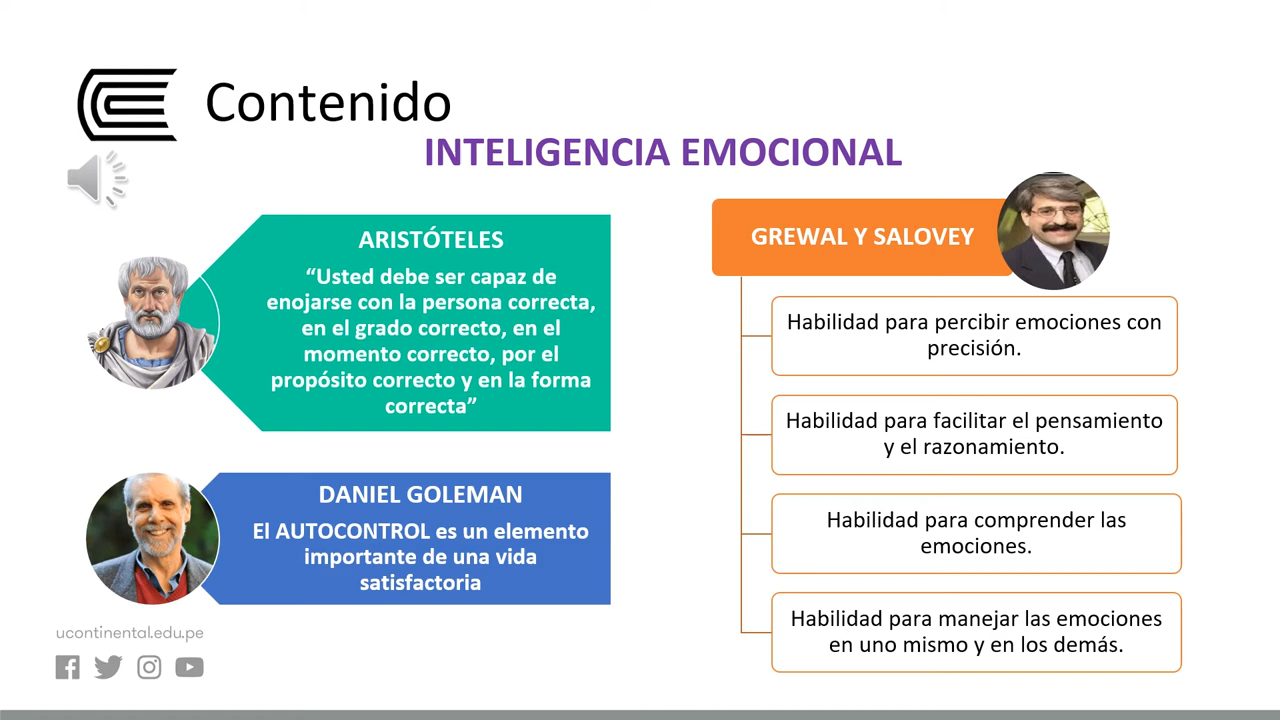 Contenido
INTELIGENCIA EMOCIONAL
ARISTÓTELES
“Usted debe ser capaz de
enojarse con la persona correcta,
en el grado correcto, en el
momento correcto, por el
propósito correcto y en la forma
correcta”
DANIEL GOLEMAN
El AUTOCONTROL es un elemento
importante de una vida
satisfactoria
GREWAL Y SALOVEY
Habilidad para percibir emociones con
precisión.
Habilidad para facilitar el pensamiento
y el razonamiento.
Habilidad para comprender las
emociones.
Habilidad para manejar las emociones
en uno mismo y en los demás.
ucontinental.edu.pe